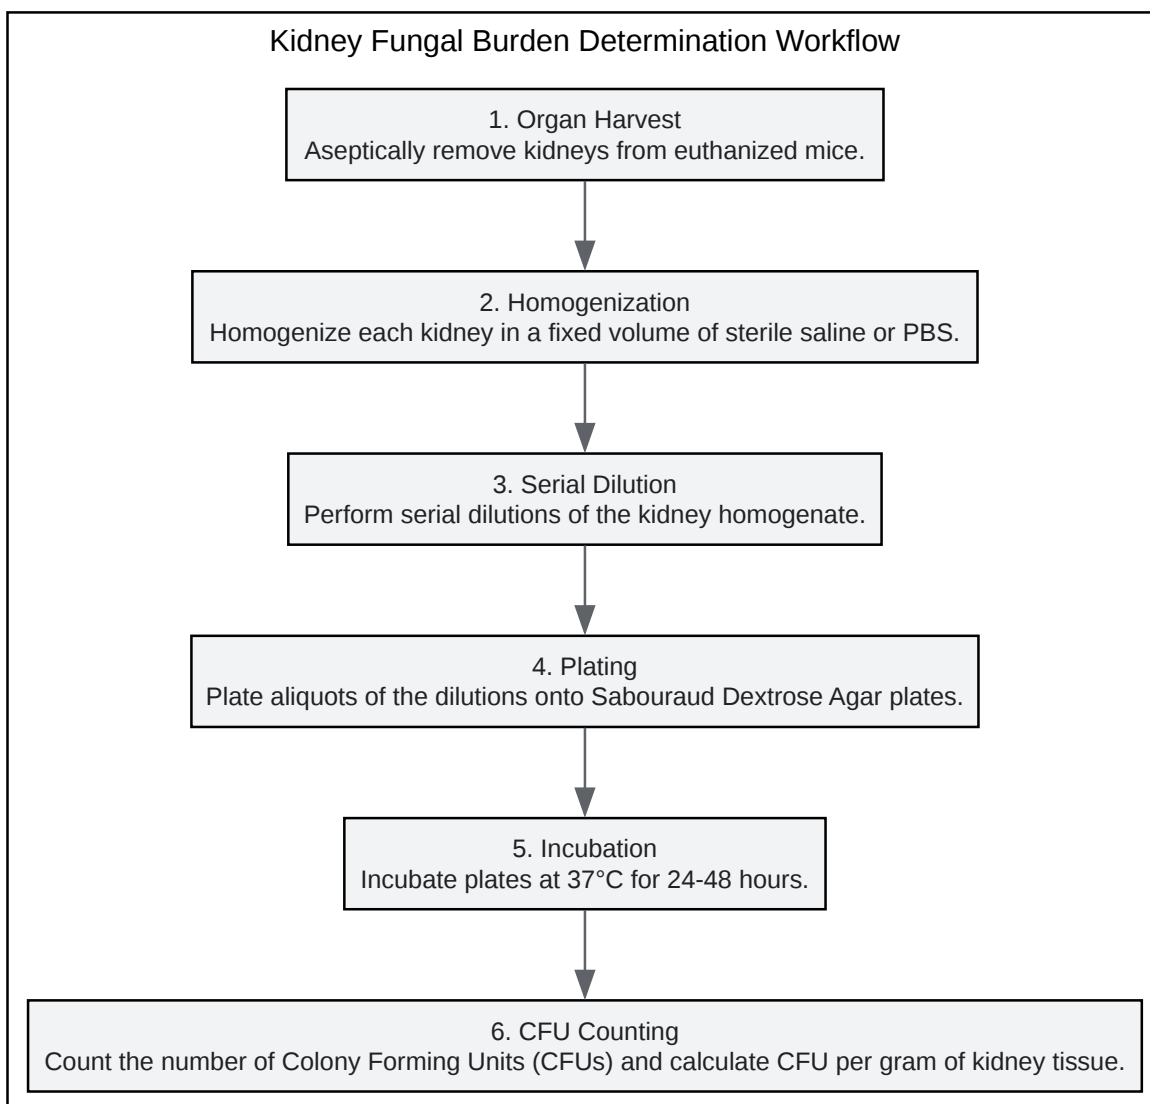 Kidney Fungal Burden Determination Workflow
1. Organ Harvest
Aseptically remove kidneys from euthanized mice.
2. Homogenization
Homogenize each kidney in a fixed volume of sterile saline or PBS.
3. Serial Dilution
Perform serial dilutions of the kidney homogenate.
4. Plating
Plate aliquots of the dilutions onto Sabouraud Dextrose Agar plates.
5. Incubation
Incubate plates at 37°C for 24-48 hours.
6. CFU Counting
Count the number of Colony Forming Units (CFUs) and calculate CFU per gram of kidney tissue.